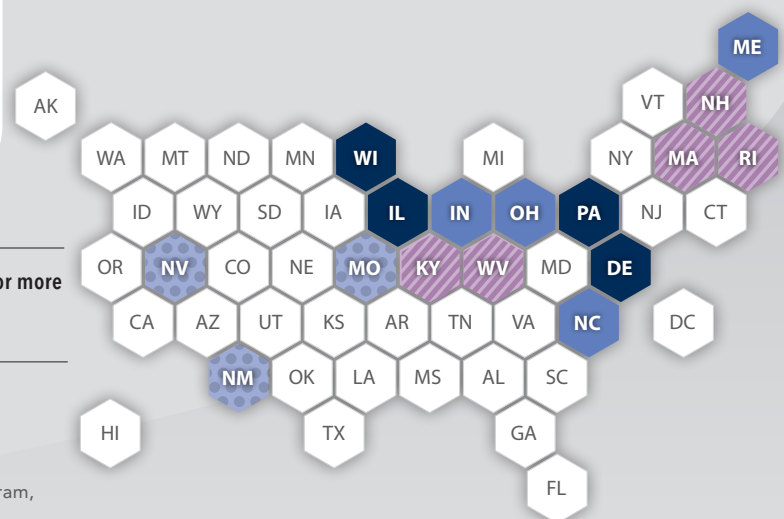 ME
AK VT NH
WA MT ND MN WI MI NY MA RI
ID WY SD IA IL IN OH PA NJ CT
OR NV CO NE MO KY WV MD DE
or more
CA AZ UT KS AR TN VA NC DC
NM OK LA MS AL SC
HI TX GA
FL
ram,